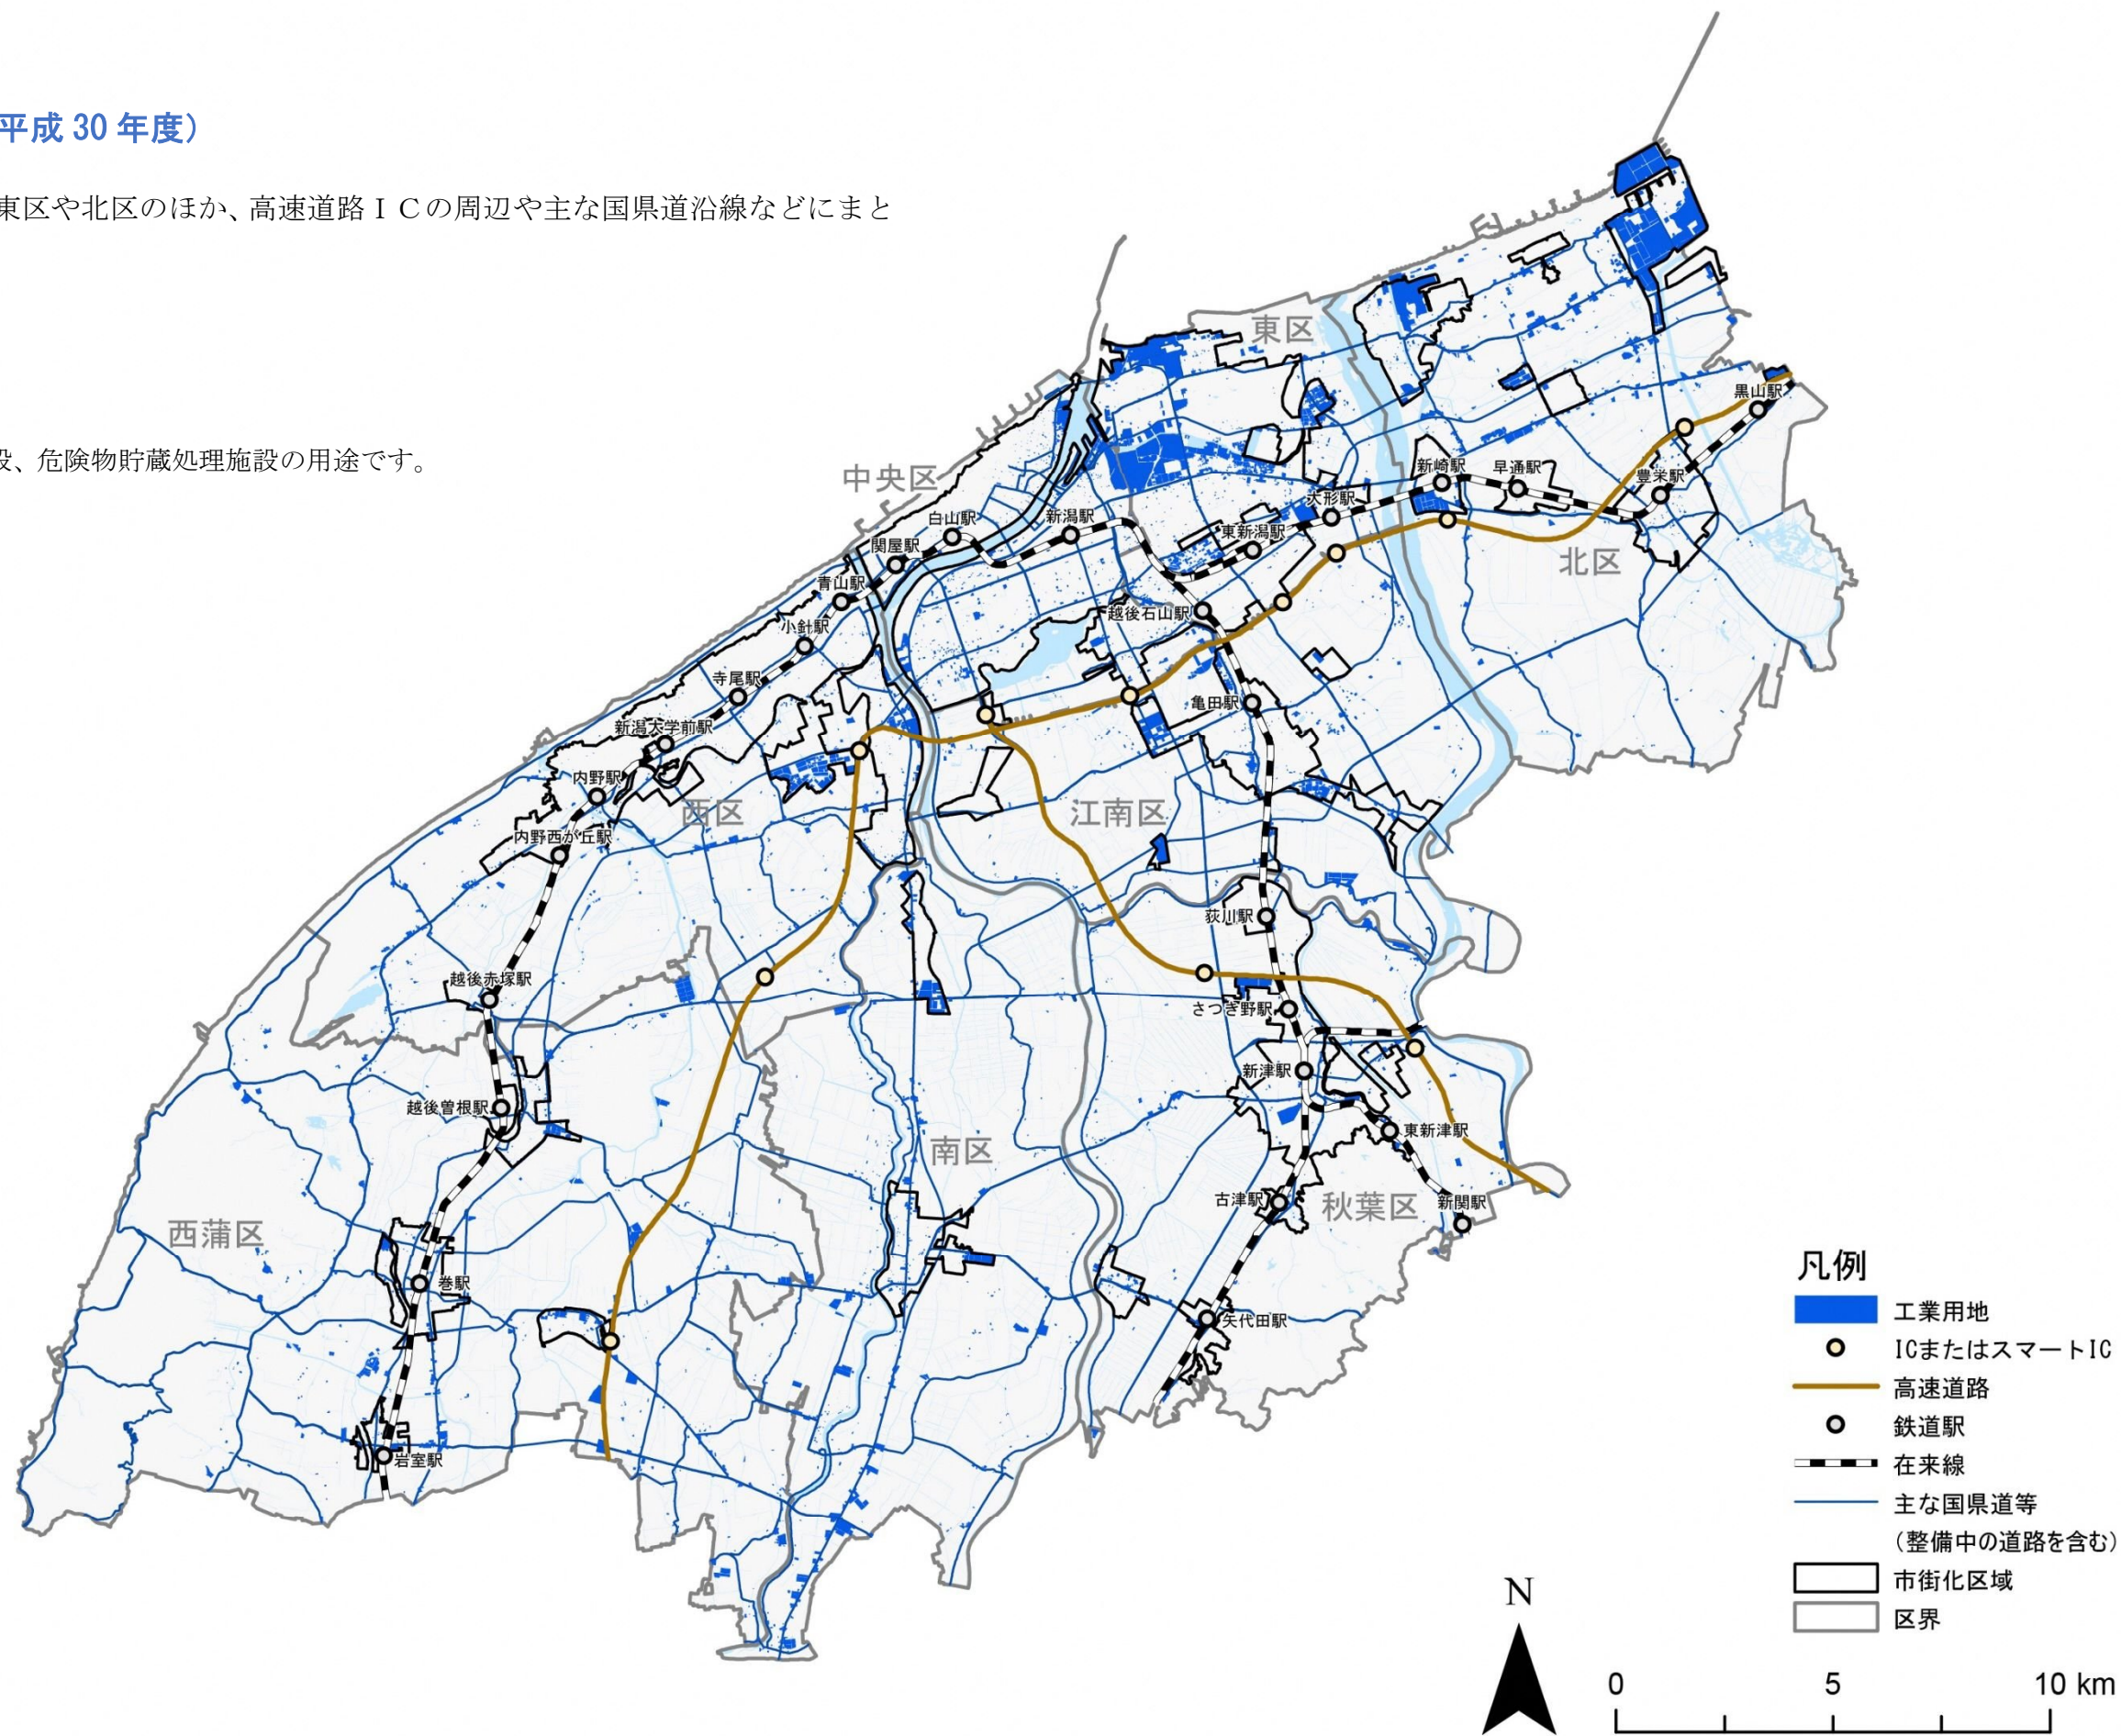 平成 30 年度）
東区や北区のほか、高速道路ＩＣの周辺や主な国県道沿線などにまと
設、危険物貯蔵処理施設の用途です。
東区
黒山駅
中央区
新崎駅
早通駅
豊栄駅
大形駅
白山駅
新潟駅
東新潟駅
関屋駅
北区
青山駅
越後石山駅
小針駅
寺尾駅
亀田駅
新潟大学前駅
内野駅
西区
江南区
内野西が丘駅
荻川駅
越後赤塚駅
さつき野駅
新津駅
越後曽根駅
東新津駅
南区
古津駅
秋葉区
新関駅
西蒲区
巻駅
矢代田駅
岩室駅
凡例
工業用地
ICまたはスマートIC
高速道路
鉄道駅
在来線
主な国県道等
(整備中の道路を含む)
市街化区域
区界
N
0 5 10 km